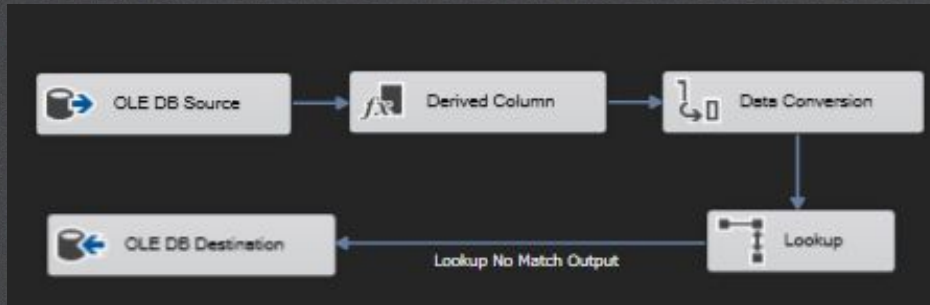 OLE DB Source
Derived Column
Data Conversion
Lookup
Lookup No Match Output
OLE DB Destination